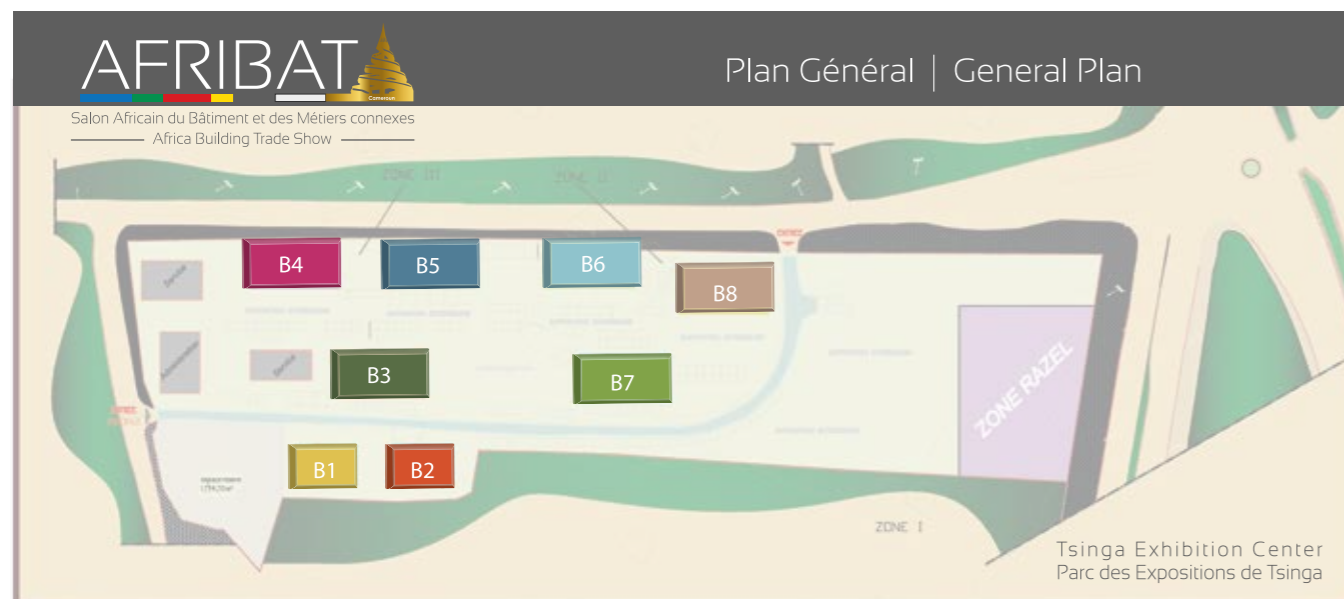 AFRIBAT
Cameroun
Plan Général | General Plan
Salon Africain du Bâtiment et des Métiers connexes
Africa Building Trade Show
ZONE III
ZONE II
B4
B5
B6
B8
Service
B3
B7
Service
ZONE RAZEL
B1
B2
ZONE I
Tsinga Exhibition Center
Parc des Expositions de Tsinga